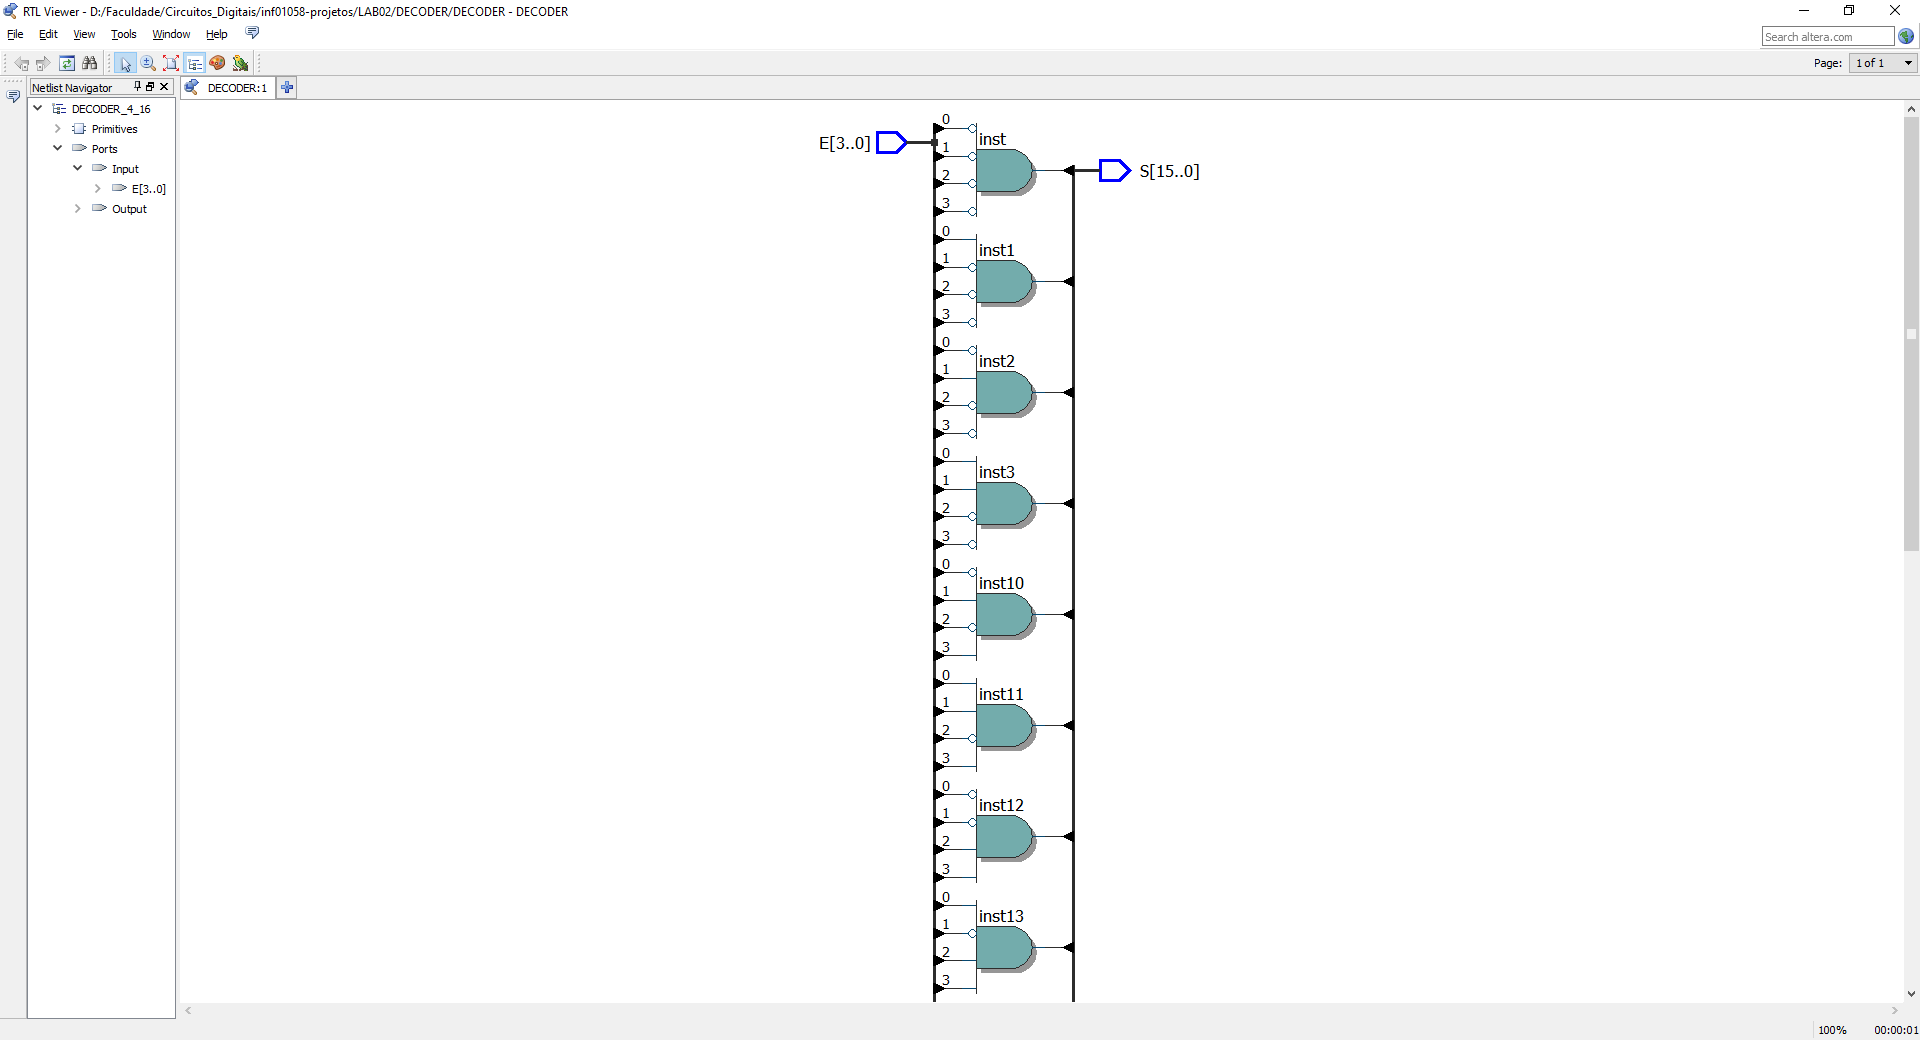 RTL Viewer - D:/Faculdade/Circuitos_Digitais/inf01058-projetos/LAB02/DECODER/DECODER - DECODER
File Edit View Tools Window Help
Search altera.com
Page: 1 of 1
Netlist Navigator
DECODER:1
DECODER_4_16
Primitives
Ports
Input
E[3..0]
Output
E[3..0]
S[15..0]
0
inst
1
2
3
0
inst1
1
2
3
0
inst2
1
2
3
0
inst3
1
2
3
0
inst10
1
2
3
0
inst11
1
2
3
0
inst12
1
2
3
0
inst13
1
2
3
100% 00:00:01